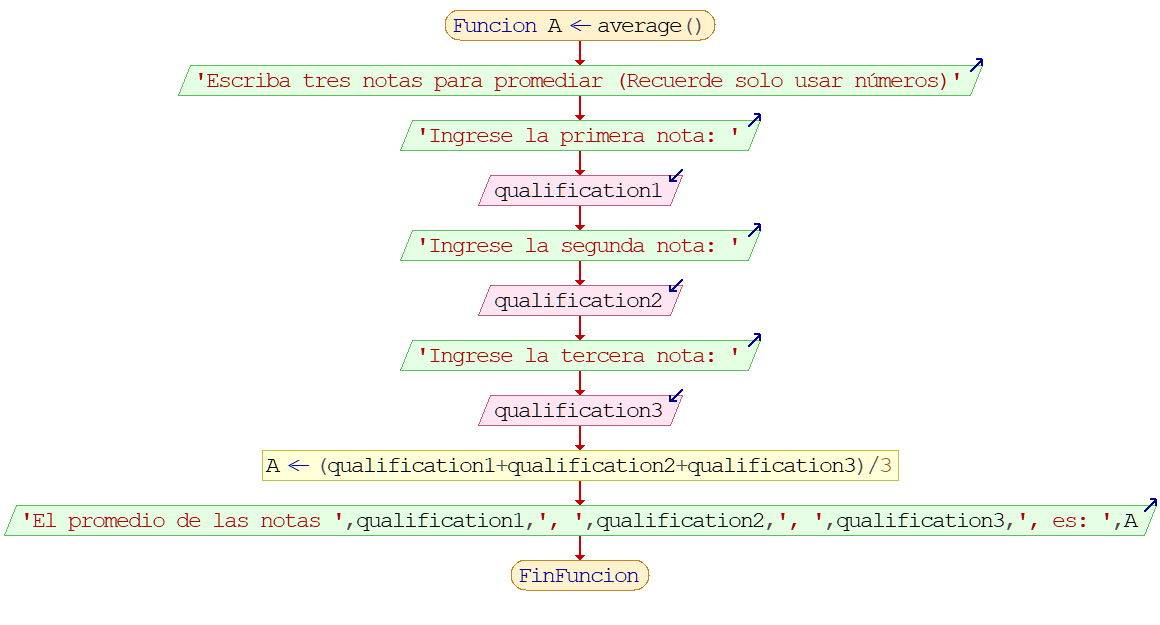 Funcion A ← average()
'Escriba tres notas para promediar (Recuerde solo usar números)'
'Ingrese la primera nota: '
qualification1
'Ingrese la segunda nota: '
qualification2
'Ingrese la tercera nota: '
qualification3
A ← (qualification1+qualification2+qualification3)/3
'El promedio de las notas ',qualification1,', ',qualification2,', ',qualification3,', es: ',A
FinFuncion